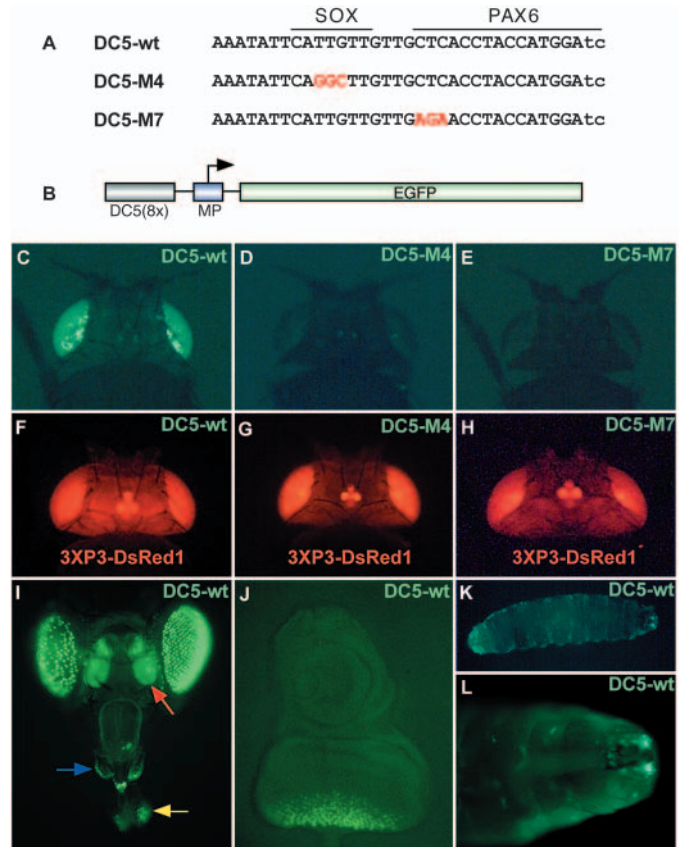 SOX PAX6
A DC5-wt AAATATTCATTGTTGTTGCTCACCTACCATGGAtc
DC5-M4 AAATATTCAGGCTTGTTGCTCACCTACCATGGAtc
DC5-M7 AAATATTCATTGTTGTTGAGAACCTACCATGGAtc
B EGFP
DC5(8x) MP
C DC5-wt
D DC5-M4
E DC5-M7
F DC5-wt
3XP3-DsRed1
G DC5-M4
3XP3-DsRed1
H DC5-M7
3XP3-DsRed1
I DC5-wt
J DC5-wt
K DC5-wt
L DC5-wt